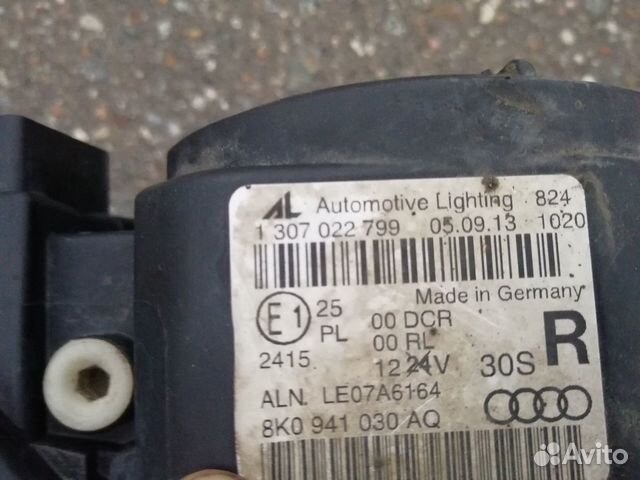 AL Automotive Lighting 824
1 307 022 799 05.09.13 1020
Made in Germany
E1 25 00 DCR R
PL 00 RL
2415 12 24V 30S
ALN. LE07A6164
8K0 941 030 AQ
Avito